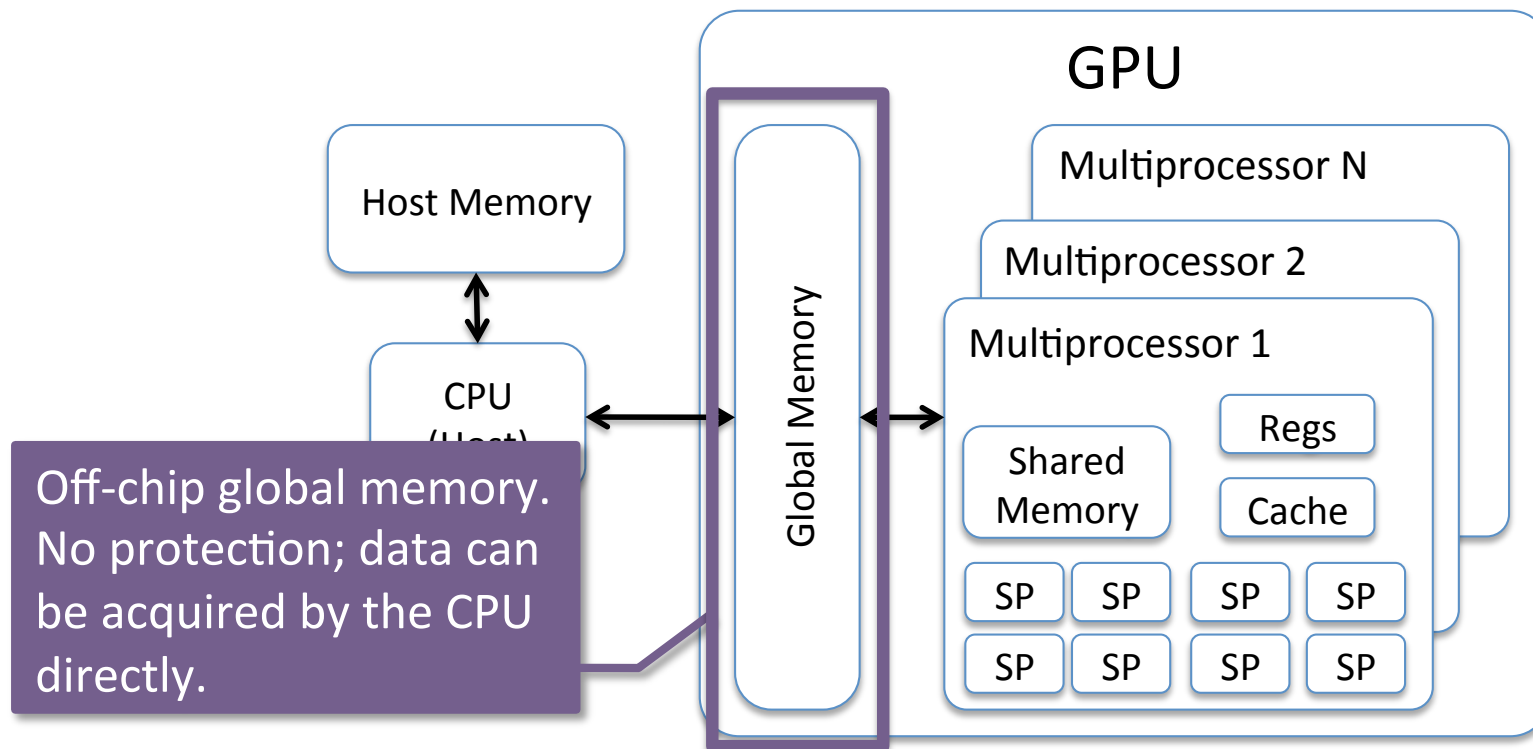 GPU
Host Memory
CPU
(Host)
Global Memory
Multiprocessor N
Multiprocessor 2
Multiprocessor 1
Shared
Memory
Regs
Cache
SP SP SP SP
SP SP SP SP
Off-chip global memory.
No protection; data can
be acquired by the CPU
directly.